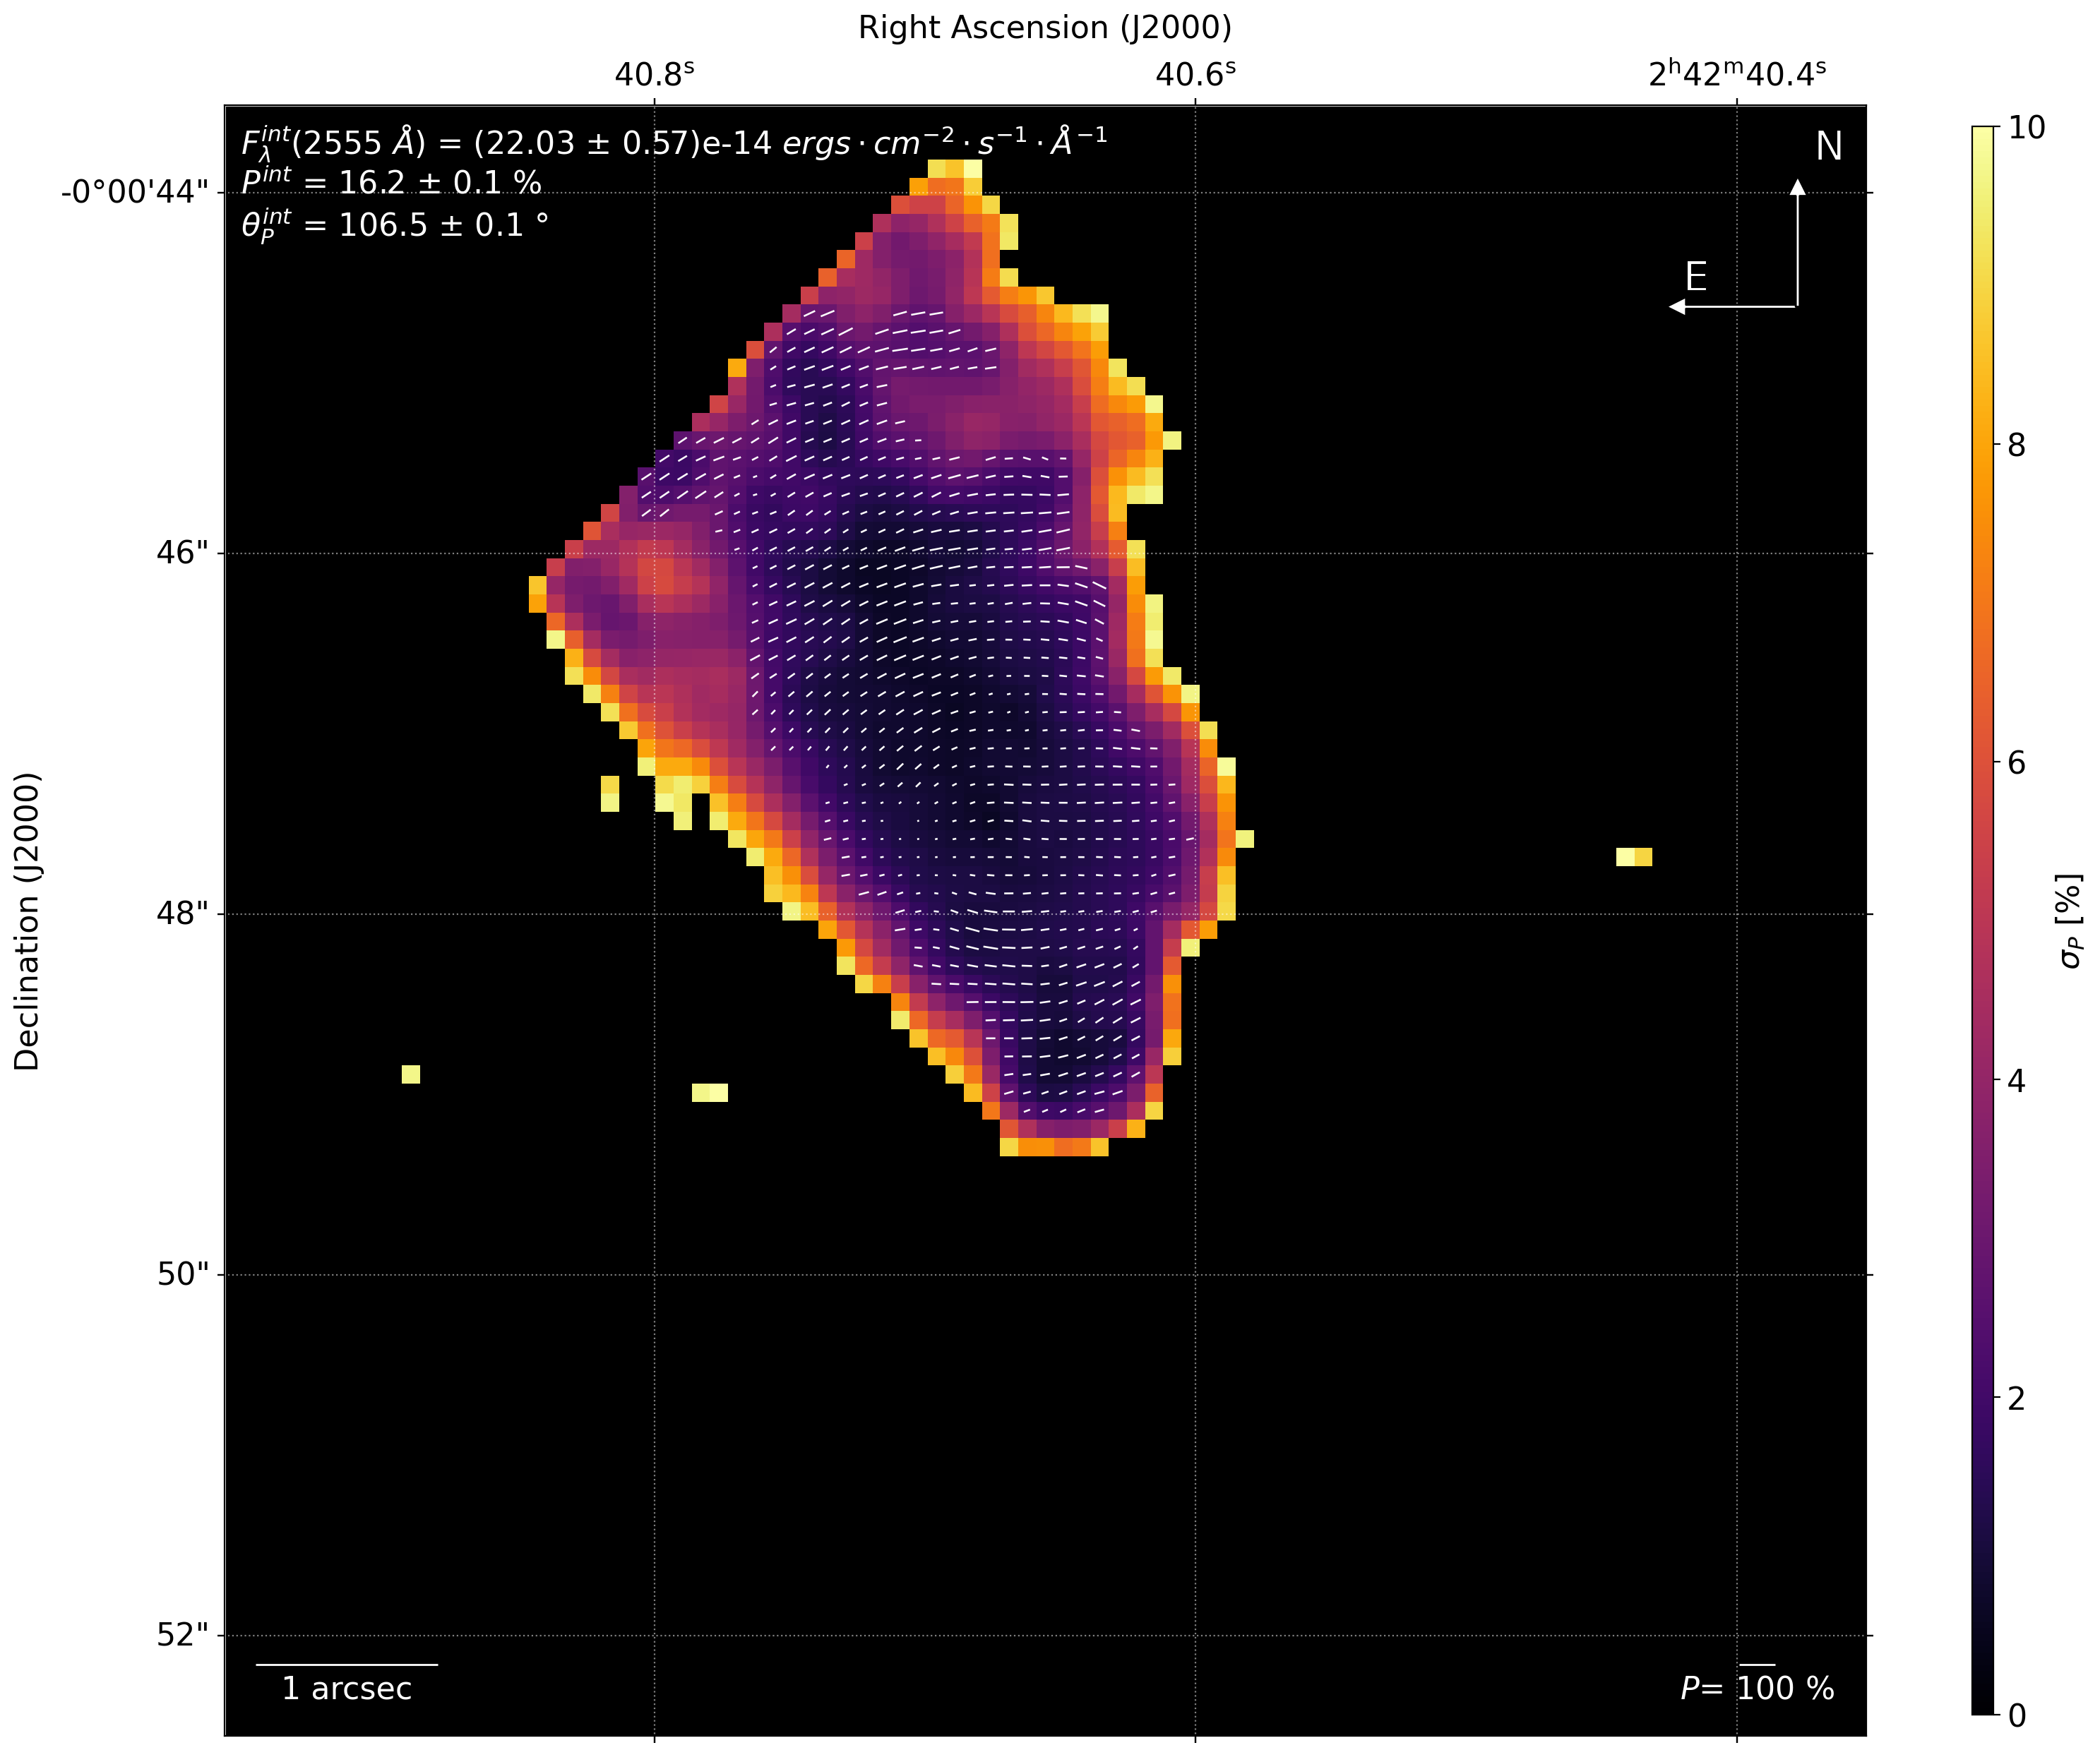 Right Ascension (J2000)
40.8ˢ 40.6ˢ 2ʰ42ᵐ40.4ˢ
F_λ^int(2555 Å) = (22.03 ± 0.57)e-14 ergs · cm⁻² · s⁻¹ · Å⁻¹
P^int = 16.2 ± 0.1 %
θ_P^int = 106.5 ± 0.1 °
N
E
-0°00'44"
46"
48"
50"
52"
Declination (J2000)
1 arcsec
P= 100 %
10
8
6
4
2
0
σ_P [%]